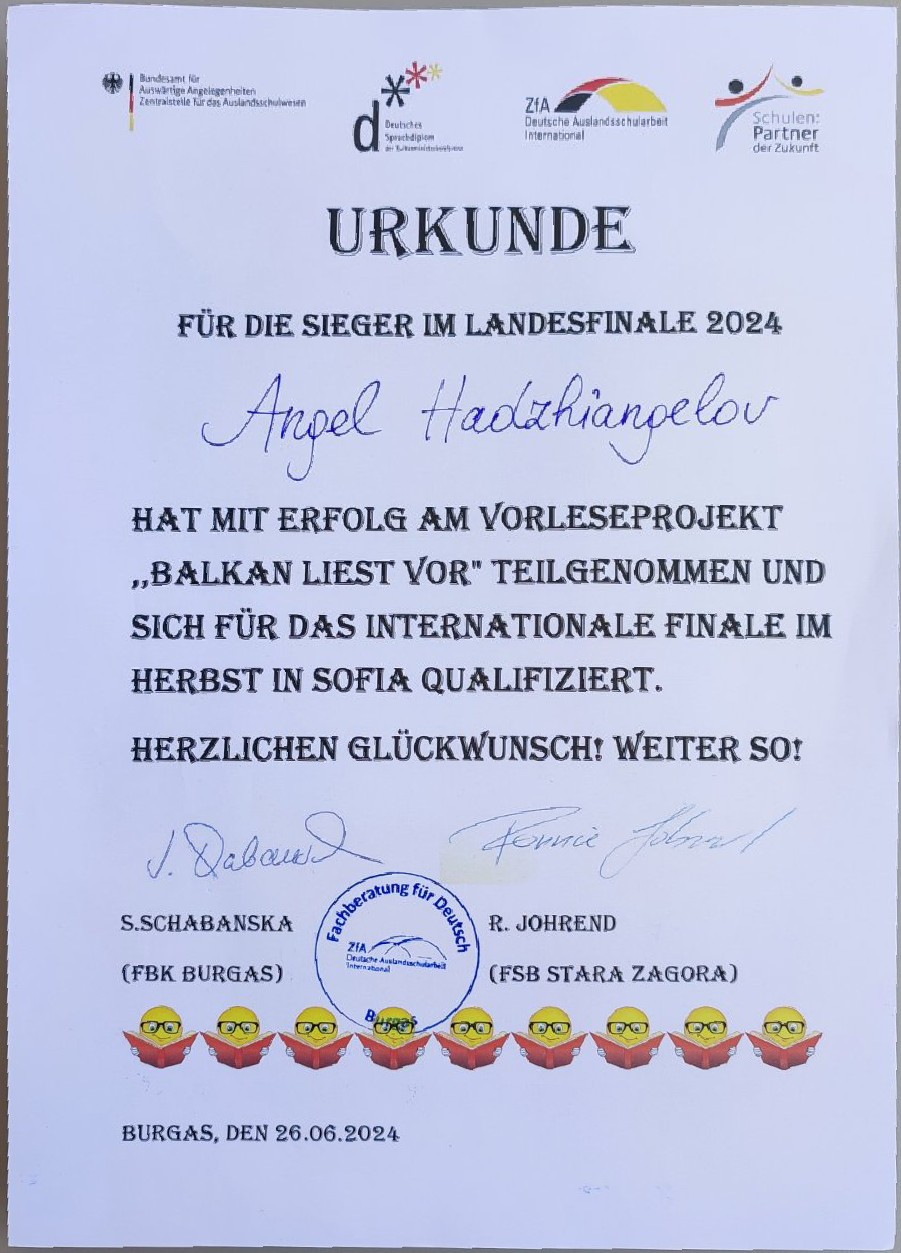 Bundesamt für
Auswärtige Angelegenheiten
Zentralstelle für das Auslandsschulwesen
d
Deutsches
Sprachdiplom
der Kultusministerkonferenz
ZfA
Deutsche Auslandsschularbeit
International
Schulen:
Partner
der Zukunft
URKUNDE
FÜR DIE SIEGER IM LANDESFINALE 2024
Angel Hadzhiangelov
HAT MIT ERFOLG AM VORLESEPROJEKT
,,BALKAN LIEST VOR" TEILGENOMMEN UND
SICH FÜR DAS INTERNATIONALE FINALE IM
HERBST IN SOFIA QUALIFIZIERT.
HERZLICHEN GLÜCKWUNSCH! WEITER SO!
Ronnie
S.SCHABANSKA
R. JOHREND
(FBK BURGAS)
(FSB STARA ZAGORA)
Fachberatung für Deutsch
ZfA
Deutsche Auslandsschularbeit
International
Burgas
BURGAS, DEN 26.06.2024